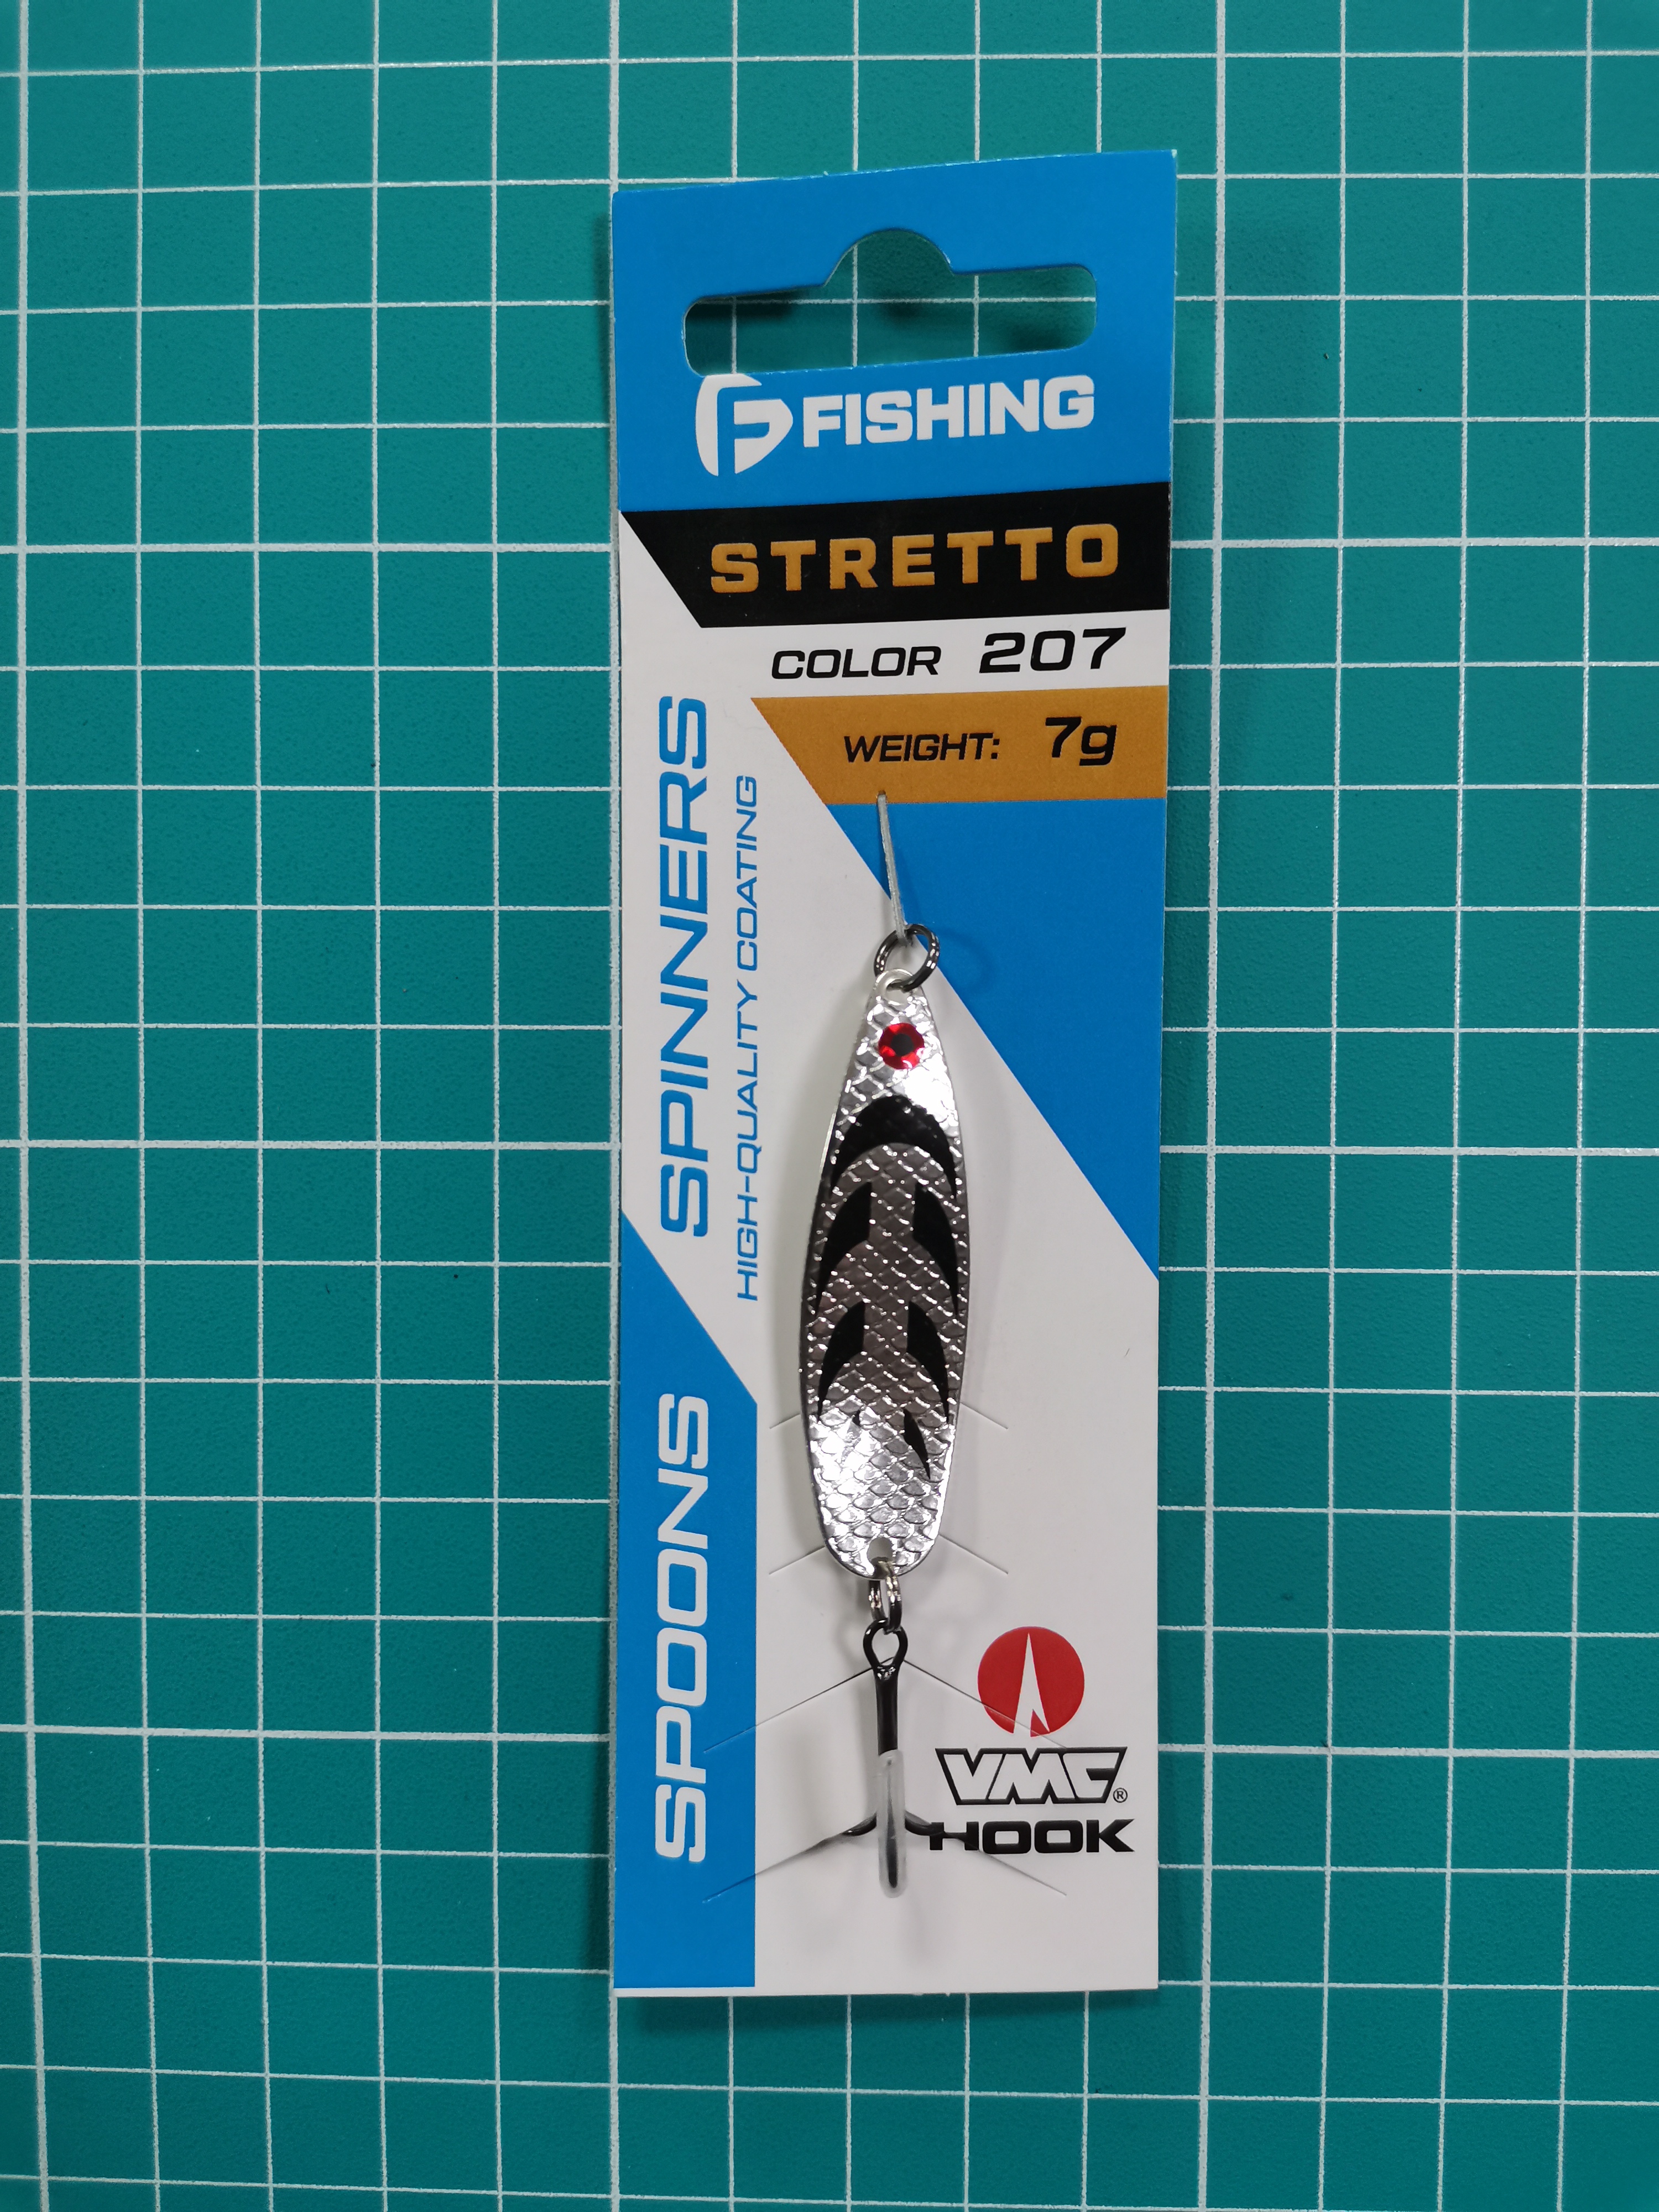 F FISHING
STRETTO
COLOR 207
WEIGHT: 7g
SPINNERS
HIGH-QUALITY COATING
SPOONS
VMC®
HOOK